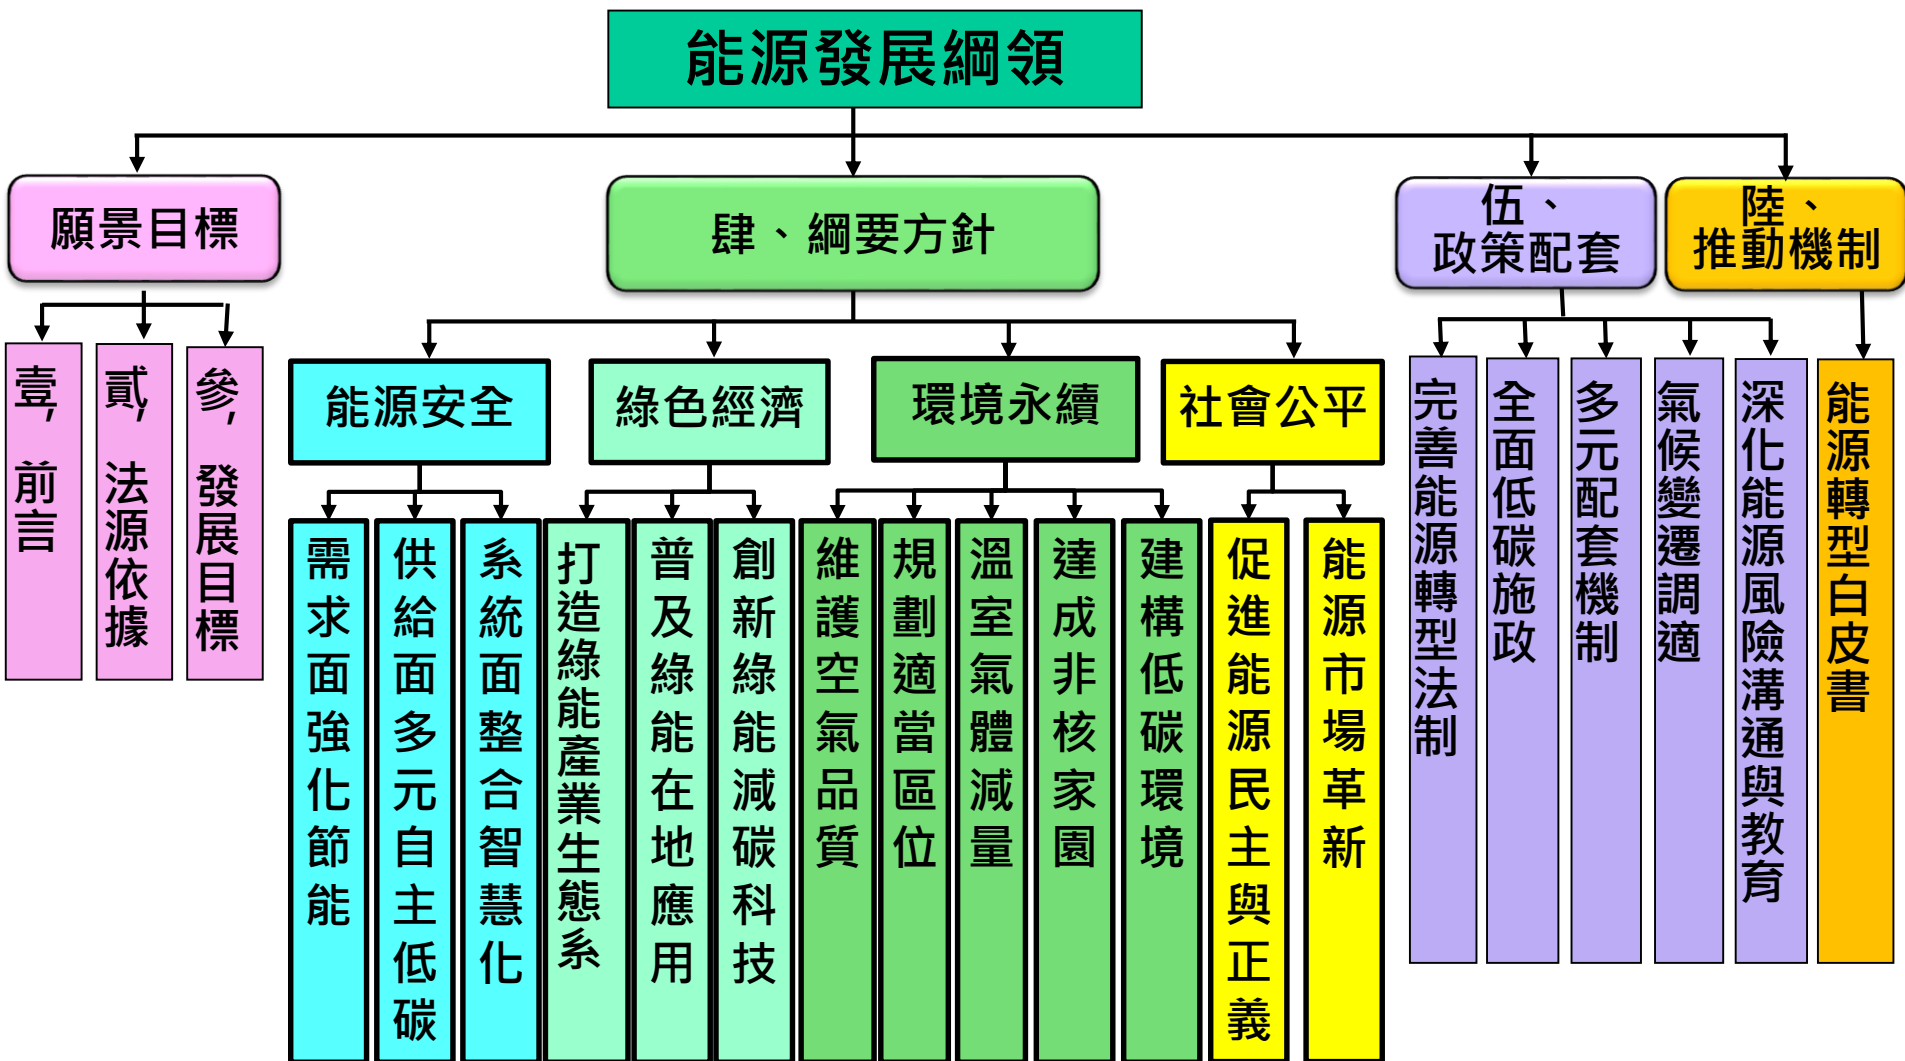 能源發展綱領
願景目標
肆、綱要方針
伍、
政策配套
陸、
推動機制
壹, 前言
貳, 法源依據
參, 發展目標
能源安全
綠色經濟
環境永續
社會公平
需求面強化節能
供給面多元自主低碳
系統面整合智慧化
打造綠能產業生態系
普及綠能在地應用
創新綠能減碳科技
維護空氣品質
規劃適當區位
溫室氣體減量
達成非核家園
建構低碳環境
促進能源民主與正義
能源市場革新
完善能源轉型法制
全面低碳施政
多元配套機制
氣候變遷調適
深化能源風險溝通與教育
能源轉型白皮書